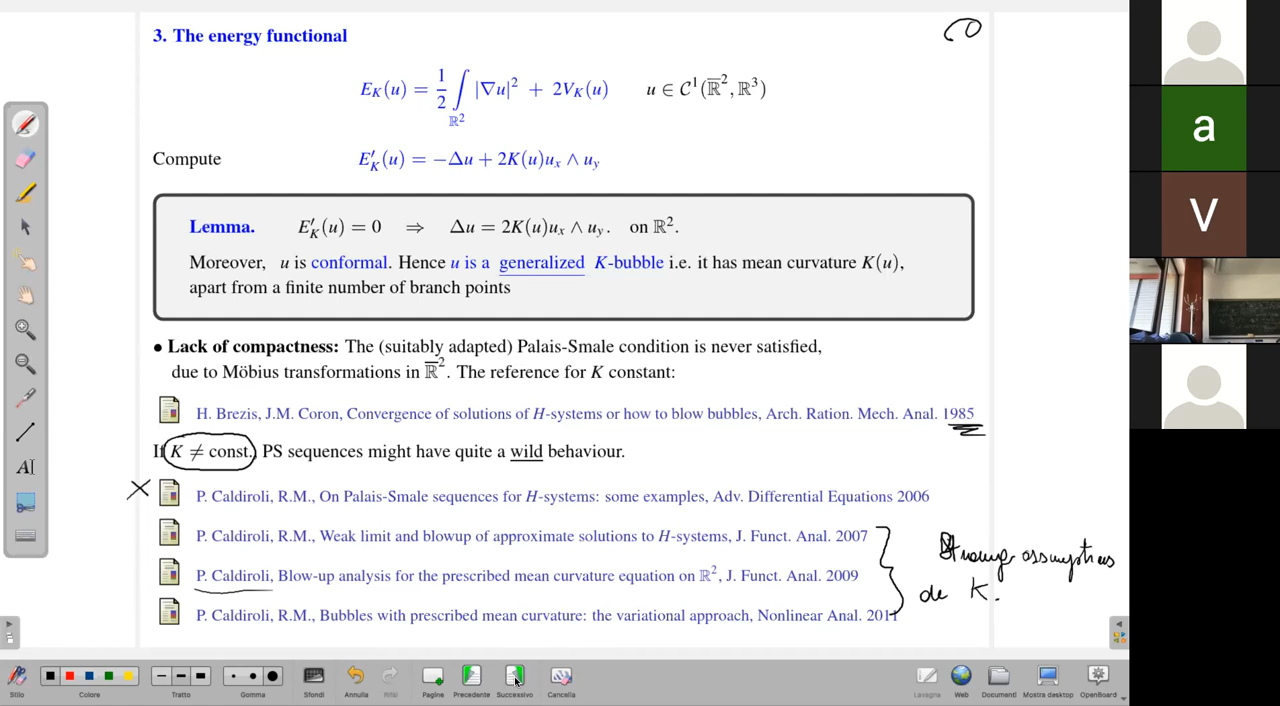 3. The energy functional
E_K(u) = 1/2 ∫_{ℝ²} |∇u|² + 2V_K(u)    u ∈ C¹(ℝ̅², ℝ³)
Compute    E′_K(u) = −Δu + 2K(u)u_x ∧ u_y
Lemma.    E′_K(u) = 0 ⇒ Δu = 2K(u)u_x ∧ u_y.  on ℝ².
Moreover, u is conformal. Hence u is a generalized K-bubble i.e. it has mean curvature K(u),
apart from a finite number of branch points
• Lack of compactness: The (suitably adapted) Palais-Smale condition is never satisfied,
due to Möbius transformations in ℝ̅². The reference for K constant:
H. Brezis, J.M. Coron, Convergence of solutions of H-systems or how to blow bubbles, Arch. Ration. Mech. Anal. 1985
If K ≠ const. PS sequences might have quite a wild behaviour.
P. Caldiroli, R.M., On Palais-Smale sequences for H-systems: some examples, Adv. Differential Equations 2006
P. Caldiroli, R.M., Weak limit and blowup of approximate solutions to H-systems, J. Funct. Anal. 2007
P. Caldiroli, Blow-up analysis for the prescribed mean curvature equation on ℝ², J. Funct. Anal. 2009
P. Caldiroli, R.M., Bubbles with prescribed mean curvature: the variational approach, Nonlinear Anal. 2011
Strong assumptions
de K.
a
V
AI
Stilo
Colore
Tratto
Gomma
Sfondi
Annulla
Rifai
Pagine
Precedente
Successivo
Cancella
Lavagna
Web
Documenti
Mostra desktop
OpenBoard